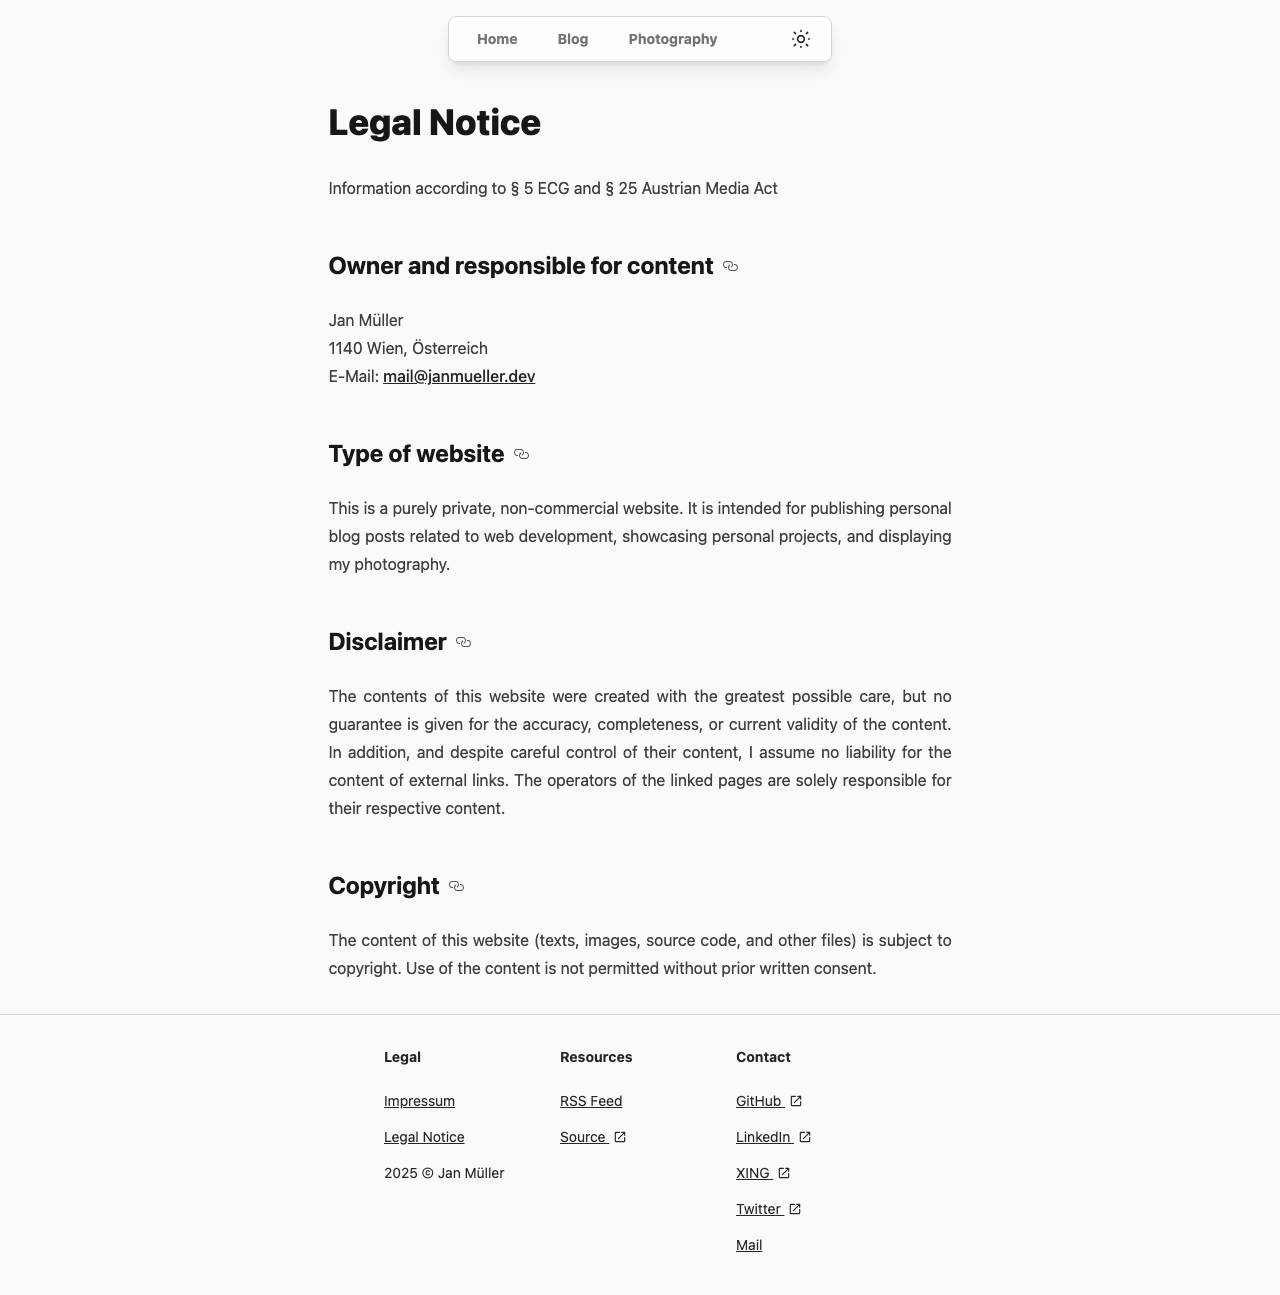 Home Blog Photography
Legal Notice
Information according to § 5 ECG and § 25 Austrian Media Act
Owner and responsible for content
Jan Müller
1140 Wien, Österreich
E-Mail: mail@janmueller.dev
Type of website
This is a purely private, non-commercial website. It is intended for publishing personal
blog posts related to web development, showcasing personal projects, and displaying
my photography.
Disclaimer
The contents of this website were created with the greatest possible care, but no
guarantee is given for the accuracy, completeness, or current validity of the content.
In addition, and despite careful control of their content, I assume no liability for the
content of external links. The operators of the linked pages are solely responsible for
their respective content.
Copyright
The content of this website (texts, images, source code, and other files) is subject to
copyright. Use of the content is not permitted without prior written consent.
Legal
Impressum
Legal Notice
2025 © Jan Müller
Resources
RSS Feed
Source
Contact
GitHub
LinkedIn
XING
Twitter
Mail